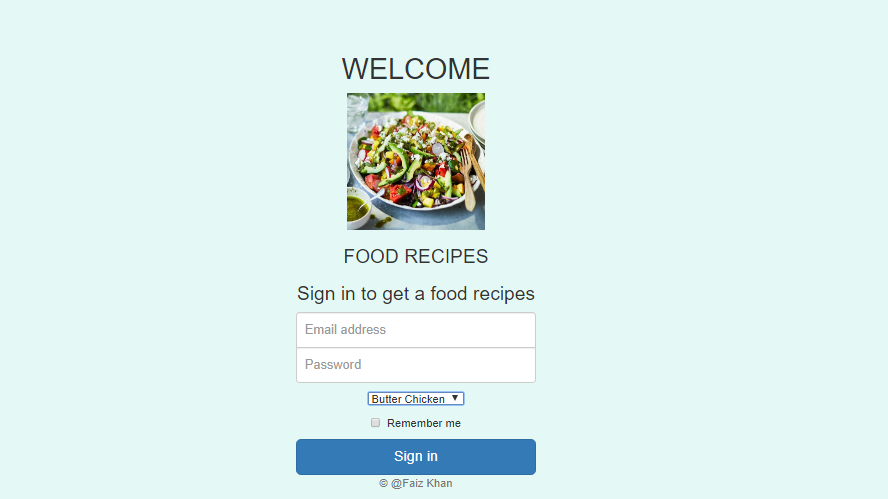 WELCOME
FOOD RECIPES
Sign in to get a food recipes
Email address
Password
Butter Chicken
Remember me
Sign in
© @Faiz Khan